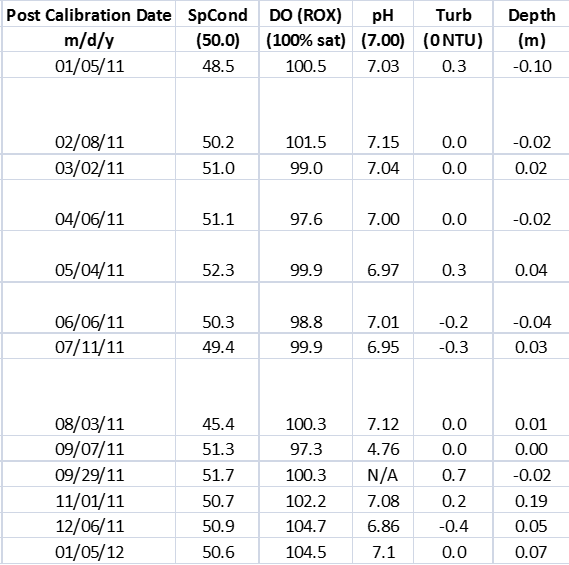 Post Calibration Date SpCond DO (ROX) pH Turb Depth
m/d/y (50.0) (100% sat) (7.00) (0 NTU) (m)
01/05/11 48.5 100.5 7.03 0.3 -0.10
02/08/11 50.2 101.5 7.15 0.0 -0.02
03/02/11 51.0 99.0 7.04 0.0 0.02
04/06/11 51.1 97.6 7.00 0.0 -0.02
05/04/11 52.3 99.9 6.97 0.3 0.04
06/06/11 50.3 98.8 7.01 -0.2 -0.04
07/11/11 49.4 99.9 6.95 -0.3 0.03
08/03/11 45.4 100.3 7.12 0.0 0.01
09/07/11 51.3 97.3 4.76 0.0 0.00
09/29/11 51.7 100.3 N/A 0.7 -0.02
11/01/11 50.7 102.2 7.08 0.2 0.19
12/06/11 50.9 104.7 6.86 -0.4 0.05
01/05/12 50.6 104.5 7.1 0.0 0.07